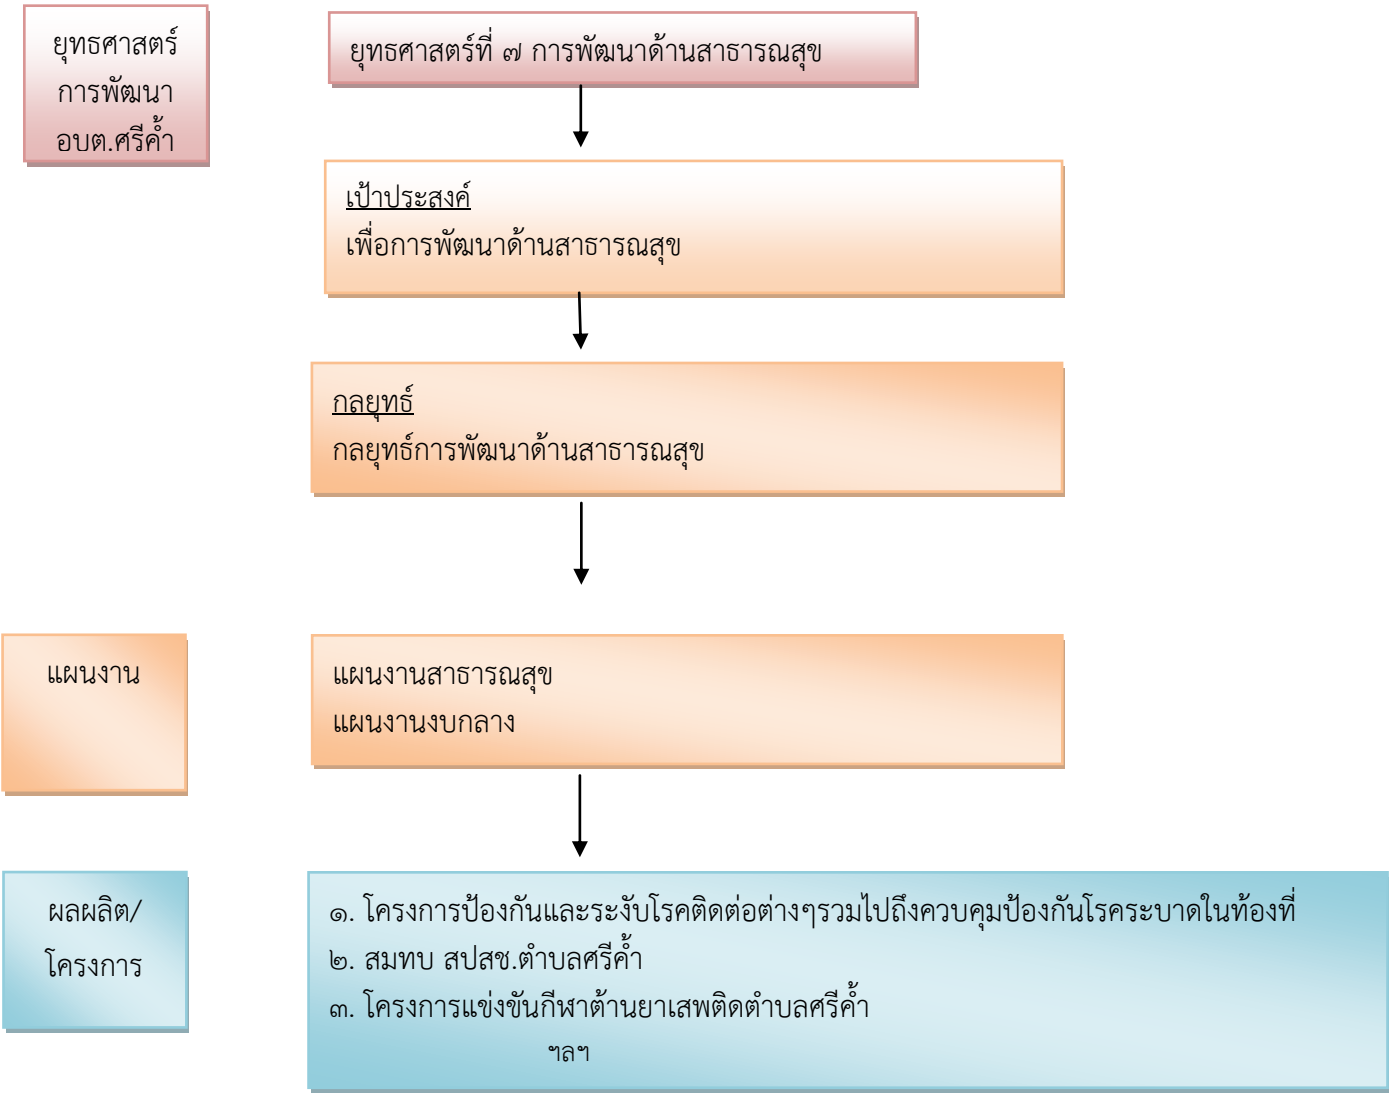 ยุทธศาสตร์
การพัฒนา
อบต.ศรีค้ำ
ยุทธศาสตร์ที่ ๗ การพัฒนาด้านสาธารณสุข
เป้าประสงค์
เพื่อการพัฒนาด้านสาธารณสุข
กลยุทธ์
กลยุทธ์การพัฒนาด้านสาธารณสุข
แผนงาน
แผนงานสาธารณสุข
แผนงานงบกลาง
ผลผลิต/
โครงการ
๑. โครงการป้องกันและระงับโรคติดต่อต่างๆรวมไปถึงควบคุมป้องกันโรคระบาดในท้องที่
๒. สมทบ สปสช.ตำบลศรีค้ำ
๓. โครงการแข่งขันกีฬาต้านยาเสพติดตำบลศรีค้ำ
ฯลฯ